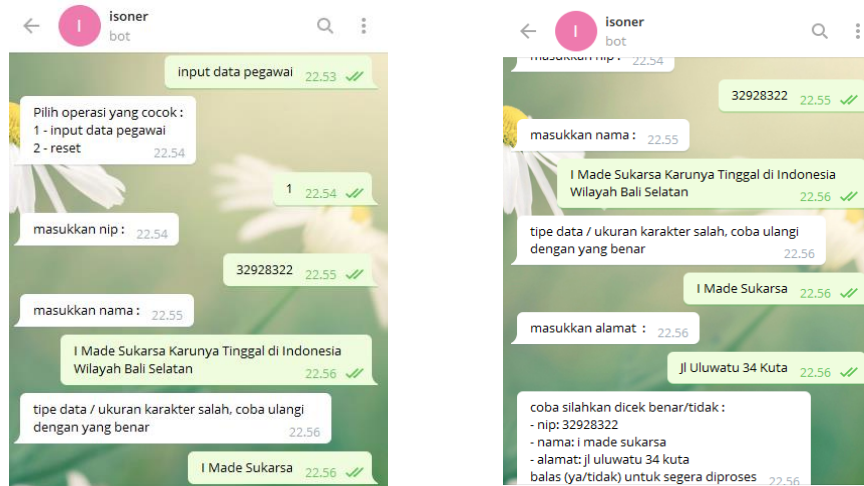 isoner
bot
input data pegawai 22.53
Pilih operasi yang cocok :
1 - input data pegawai
2 - reset 22.54
1 22.54
masukkan nip : 22.54
32928322 22.55
masukkan nama : 22.55
I Made Sukarsa Karunya Tinggal di Indonesia
Wilayah Bali Selatan 22.56
tipe data / ukuran karakter salah, coba ulangi
dengan yang benar 22.56
I Made Sukarsa 22.56
isoner
bot
masukkan nip : 22.54
32928322 22.55
masukkan nama : 22.55
I Made Sukarsa Karunya Tinggal di Indonesia
Wilayah Bali Selatan 22.56
tipe data / ukuran karakter salah, coba ulangi
dengan yang benar 22.56
I Made Sukarsa 22.56
masukkan alamat : 22.56
Jl Uluwatu 34 Kuta 22.56
coba silahkan dicek benar/tidak :
- nip: 32928322
- nama: i made sukarsa
- alamat: jl uluwatu 34 kuta
balas (ya/tidak) untuk segera diproses 22.56